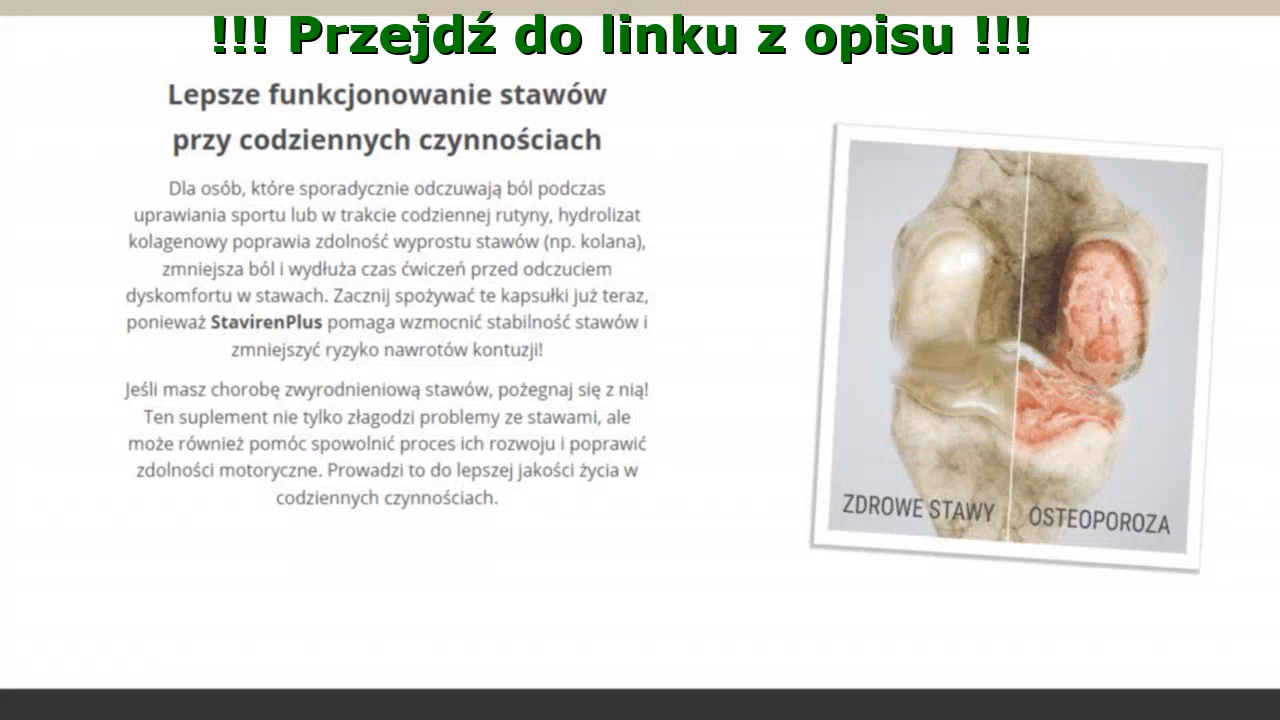 !!! Przejdź do linku z opisu !!!
Lepsze funkcjonowanie stawów
przy codziennych czynnościach
Dla osób, które sporadycznie odczuwają ból podczas
uprawiania sportu lub w trakcie codziennej rutyny, hydrolizat
kolagenowy poprawia zdolność wyprostu stawów (np. kolana),
zmniejsza ból i wydłuża czas ćwiczeń przed odczuciem
dyskomfortu w stawach. Zacznij spożywać te kapsułki już teraz,
ponieważ StavirenPlus pomaga wzmocnić stabilność stawów i
zmniejszyć ryzyko nawrotów kontuzji!
Jeśli masz chorobę zwyrodnieniową stawów, pożegnaj się z nią!
Ten suplement nie tylko złagodzi problemy ze stawami, ale
może również pomóc spowolnić proces ich rozwoju i poprawić
zdolności motoryczne. Prowadzi to do lepszej jakości życia w
codziennych czynnościach.
ZDROWE STAWY
OSTEOPOROZA